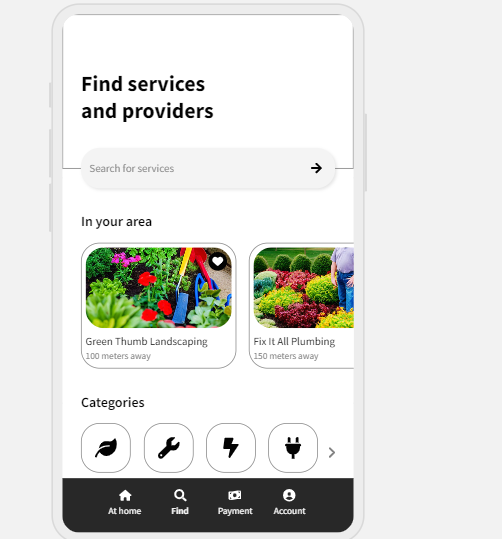 Find services
and providers
Search for services
In your area
Green Thumb Landscaping
100 meters away
Fix It All Plumbing
150 meters away
Categories
At home
Find
Payment
Account